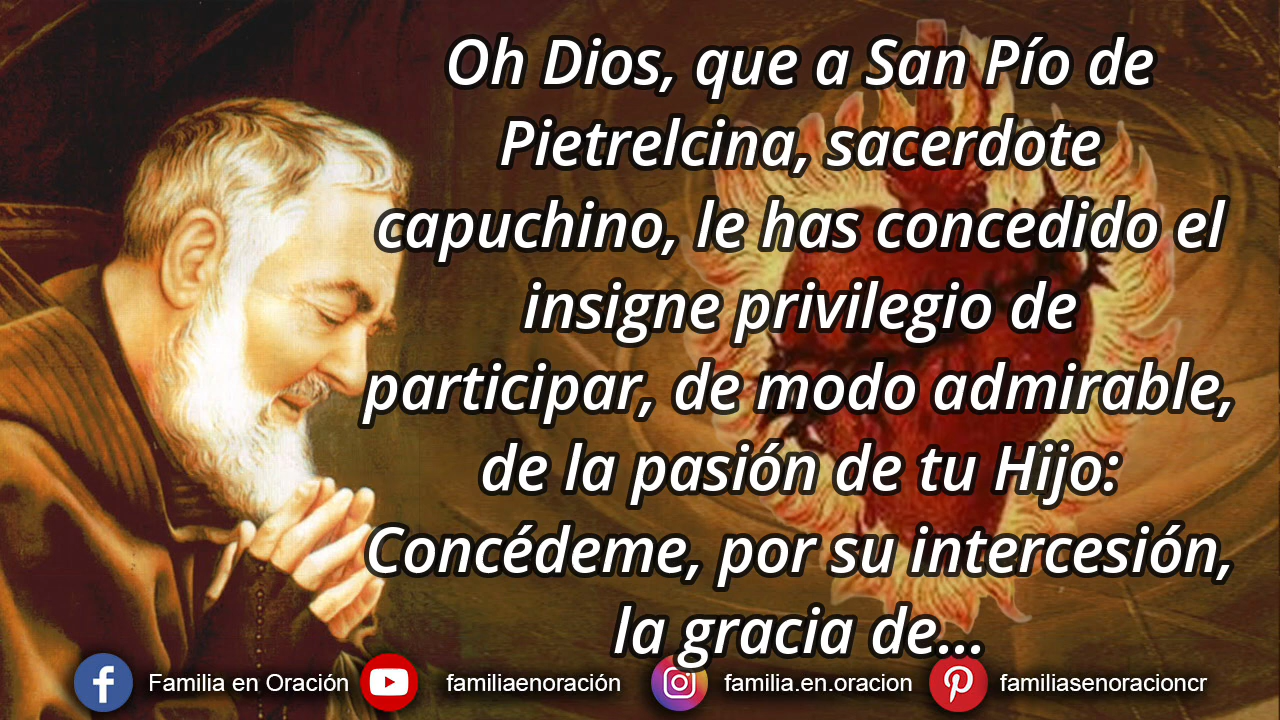 Oh Dios, que a San Pío de
Pietrelcina, sacerdote
capuchino, le has concedido el
insigne privilegio de
participar, de modo admirable,
de la pasión de tu Hijo:
Concédeme, por su intercesión,
la gracia de...
Familia en Oración familiaenoración familia.en.oracion familiasenoracioncr